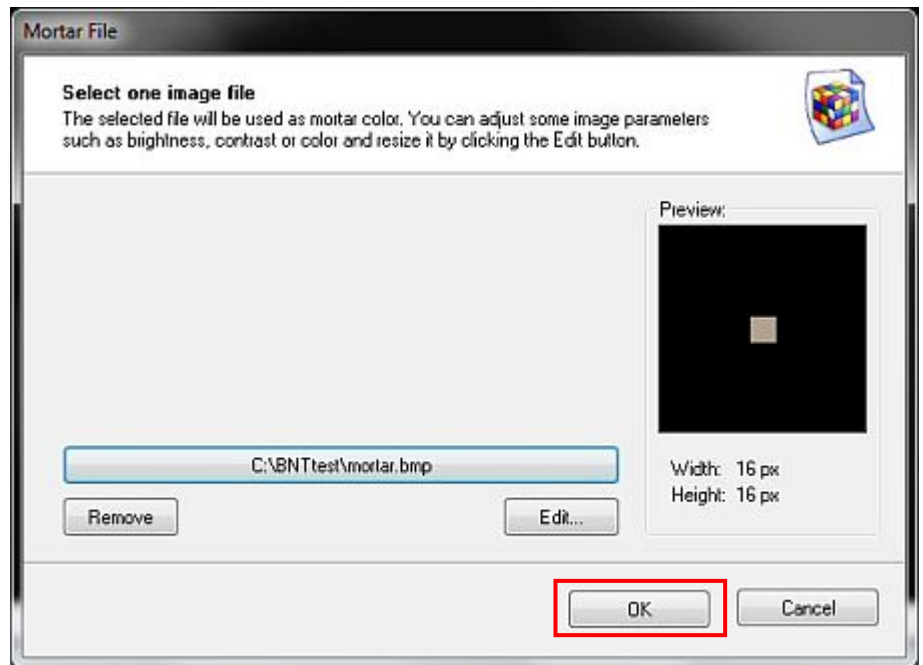 Mortar File
Select one image file
The selected file will be used as mortar color. You can adjust some image parameters
such as brightness, contrast or color and resize it by clicking the Edit button.
Preview:
C:\BNTtest\mortar.bmp
Width: 16 px
Height: 16 px
Remove
Edit...
OK
Cancel